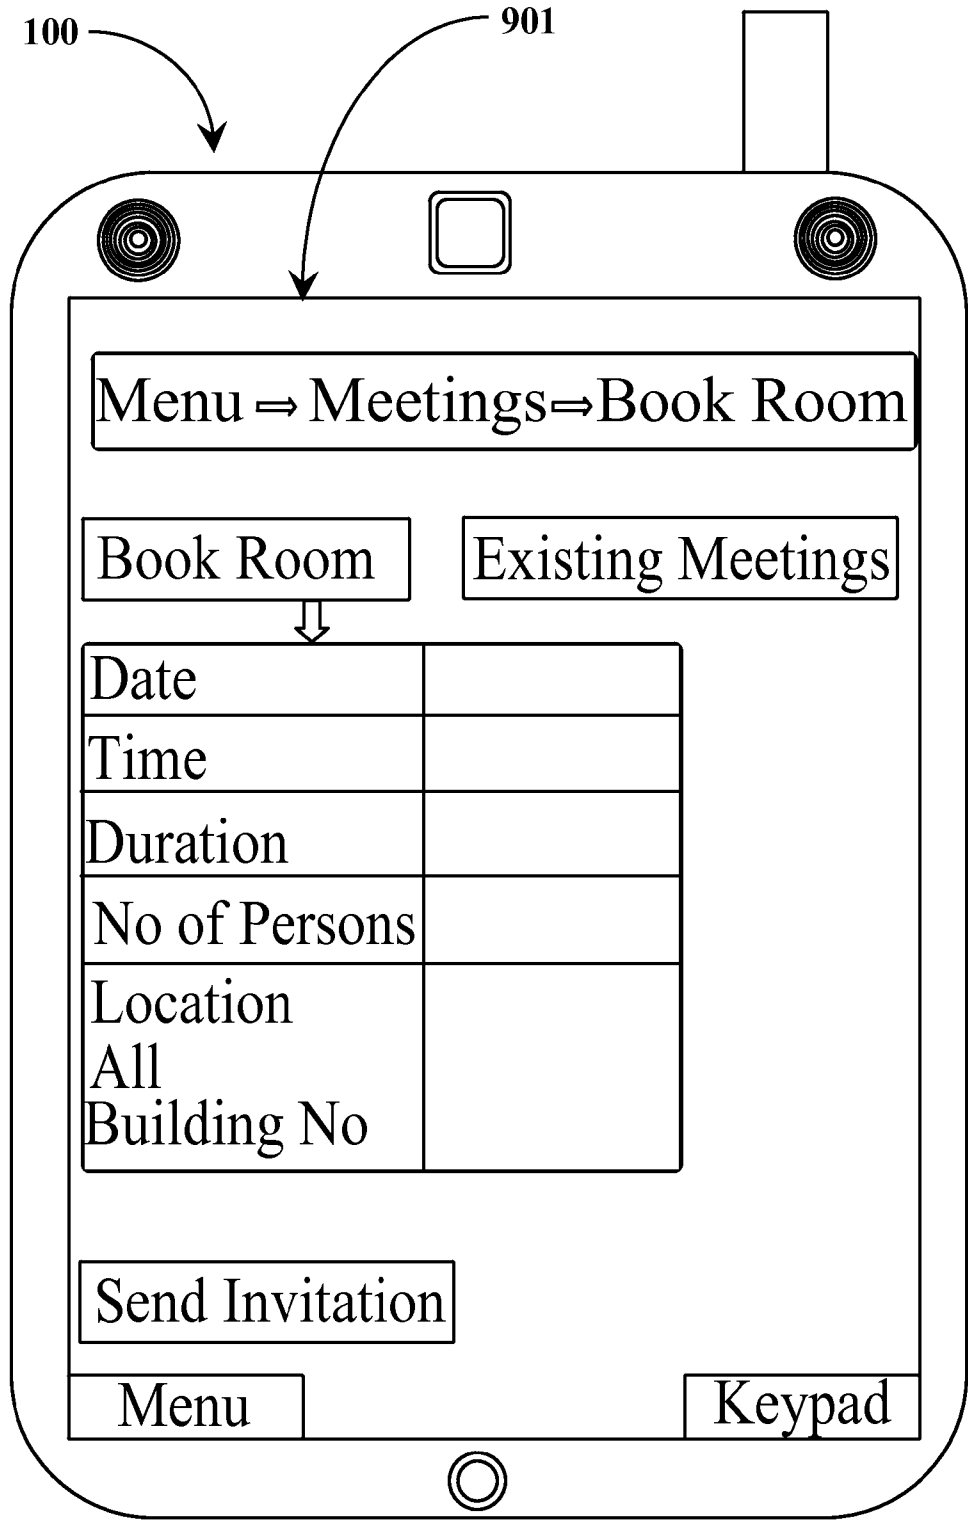 100
901
Menu ⇒ Meetings⇒Book Room
Book Room
Existing Meetings
Date
Time
Duration
No of Persons
Location
All
Building No
Send Invitation
Menu
Keypad